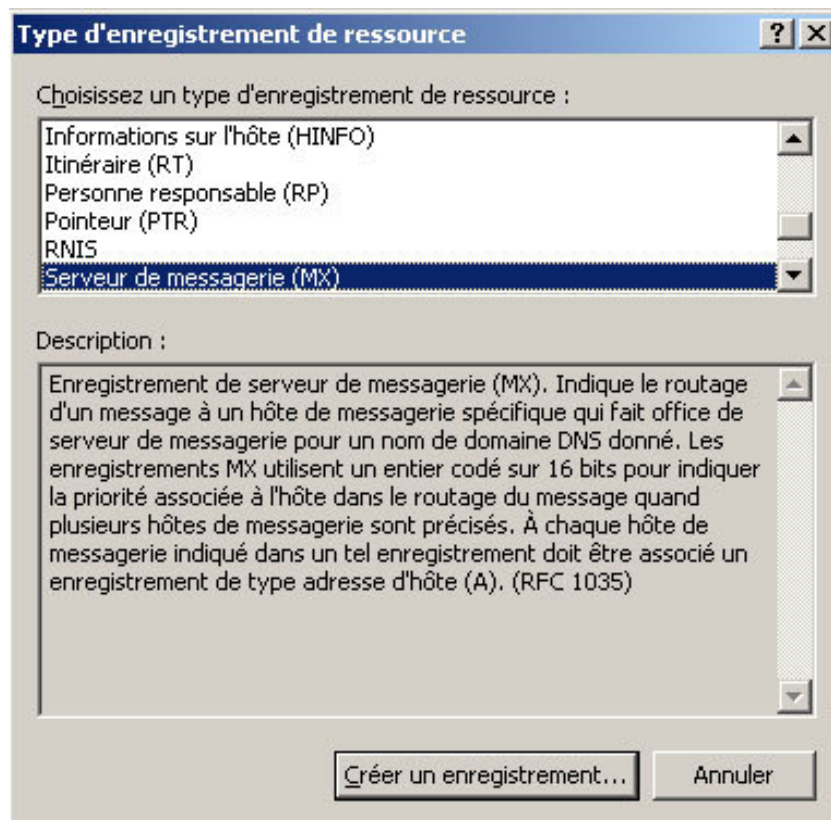 Type d'enregistrement de ressource
Choisissez un type d'enregistrement de ressource :
Informations sur l'hôte (HINFO)
Itinéraire (RT)
Personne responsable (RP)
Pointeur (PTR)
RNIS
Serveur de messagerie (MX)
Description :
Enregistrement de serveur de messagerie (MX). Indique le routage
d'un message à un hôte de messagerie spécifique qui fait office de
serveur de messagerie pour un nom de domaine DNS donné. Les
enregistrements MX utilisent un entier codé sur 16 bits pour indiquer
la priorité associée à l'hôte dans le routage du message quand
plusieurs hôtes de messagerie sont précisés. À chaque hôte de
messagerie indiqué dans un tel enregistrement doit être associé un
enregistrement de type adresse d'hôte (A). (RFC 1035)
Créer un enregistrement... Annuler